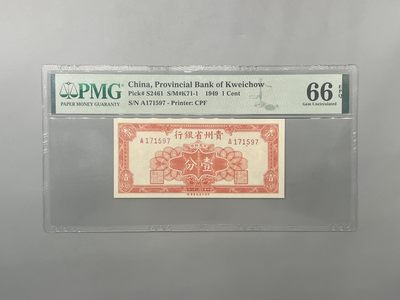 PMG
PAPER MONEY GUARANTY
China, Provincial Bank of Kweichow
Pick# S2461 S/M#K71-1 1949 1 Cent
S/N A171597 - Printer: CPF
66 EPQ
Gem Uncirculated
行銀省州貴
A 171597 A 171597
壹
分